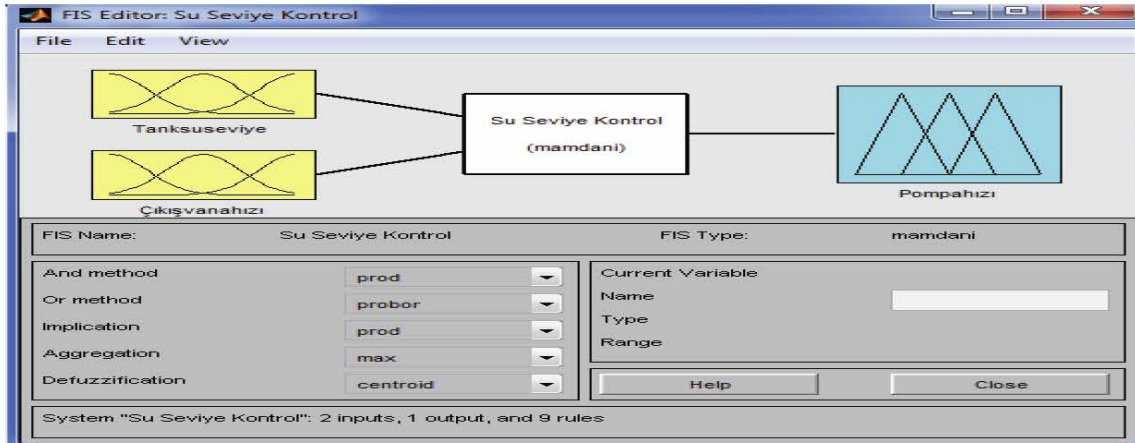 FIS Editor: Su Seviye Kontrol
File Edit View
Tanksuseviye
Çıkışvanahızı
Su Seviye Kontrol
(mamdani)
Pompahızı
FIS Name: Su Seviye Kontrol FIS Type: mamdani
And method prod
Or method probor
Implication prod
Aggregation max
Defuzzification centroid
Current Variable
Name
Type
Range
Help Close
System "Su Seviye Kontrol": 2 inputs, 1 output, and 9 rules